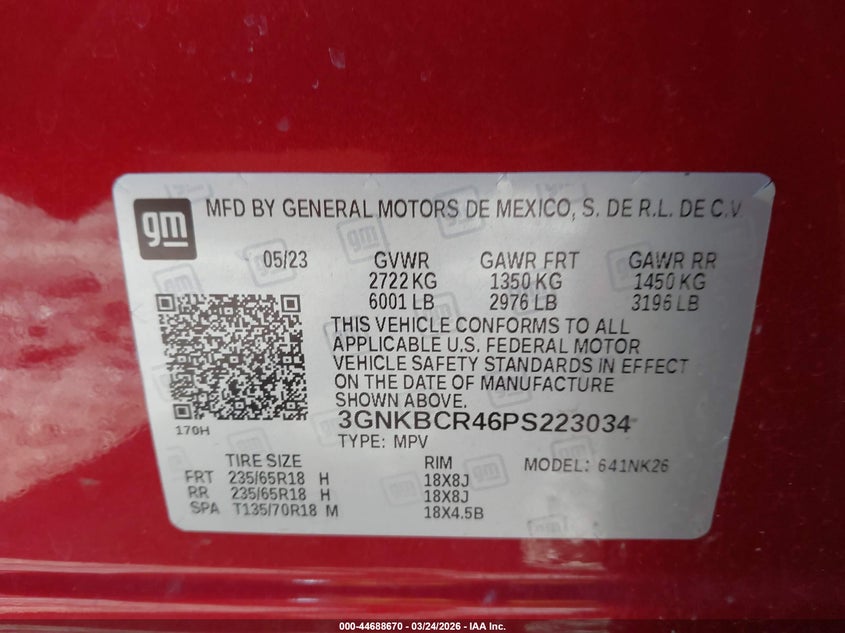 gm MFD BY GENERAL MOTORS DE MEXICO, S. DE R.L. DE C.V.
05/23 GVWR GAWR FRT GAWR RR
2722 KG 1350 KG 1450 KG
6001 LB 2976 LB 3196 LB
THIS VEHICLE CONFORMS TO ALL
APPLICABLE U.S. FEDERAL MOTOR
VEHICLE SAFETY STANDARDS IN EFFECT
ON THE DATE OF MANUFACTURE
SHOWN ABOVE.
170H
3GNKBCR46PS223034
TYPE: MPV
TIRE SIZE RIM MODEL: 641NK26
FRT 235/65R18 H 18X8J
RR 235/65R18 H 18X8J
SPA T135/70R18 M 18X4.5B
000-44688670 - 03/24/2026 - IAA Inc.